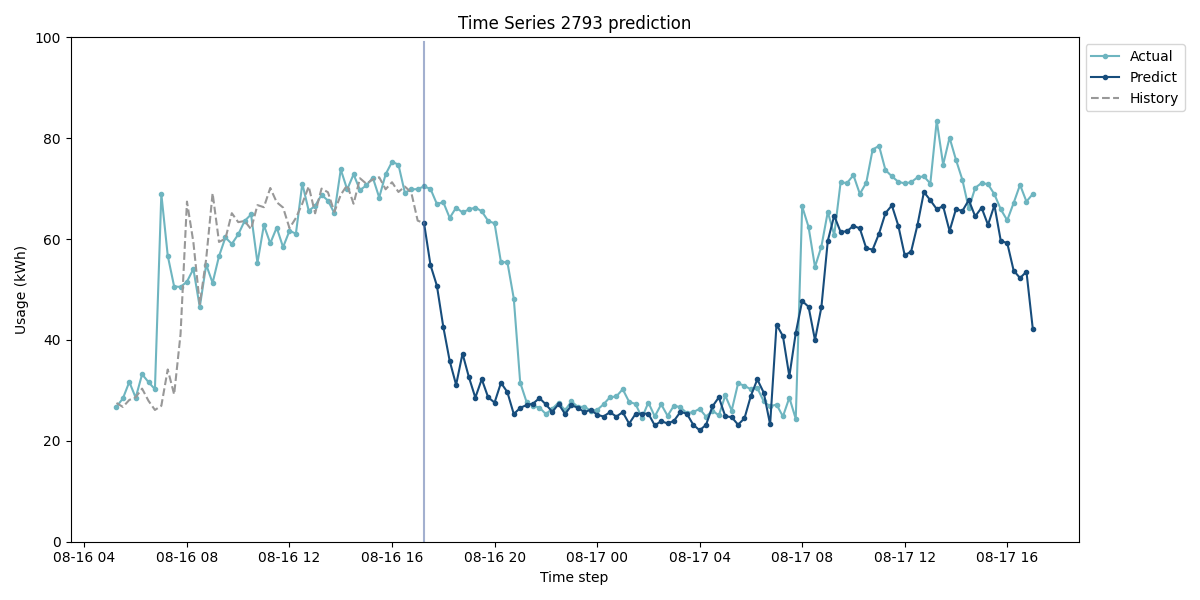 Time Series 2793 prediction
100
80
60
40
20
0
Usage (kWh)
08-16 04
08-16 08
08-16 12
08-16 16
08-16 20
08-17 00
08-17 04
08-17 08
08-17 12
08-17 16
Time step
Actual
Predict
History